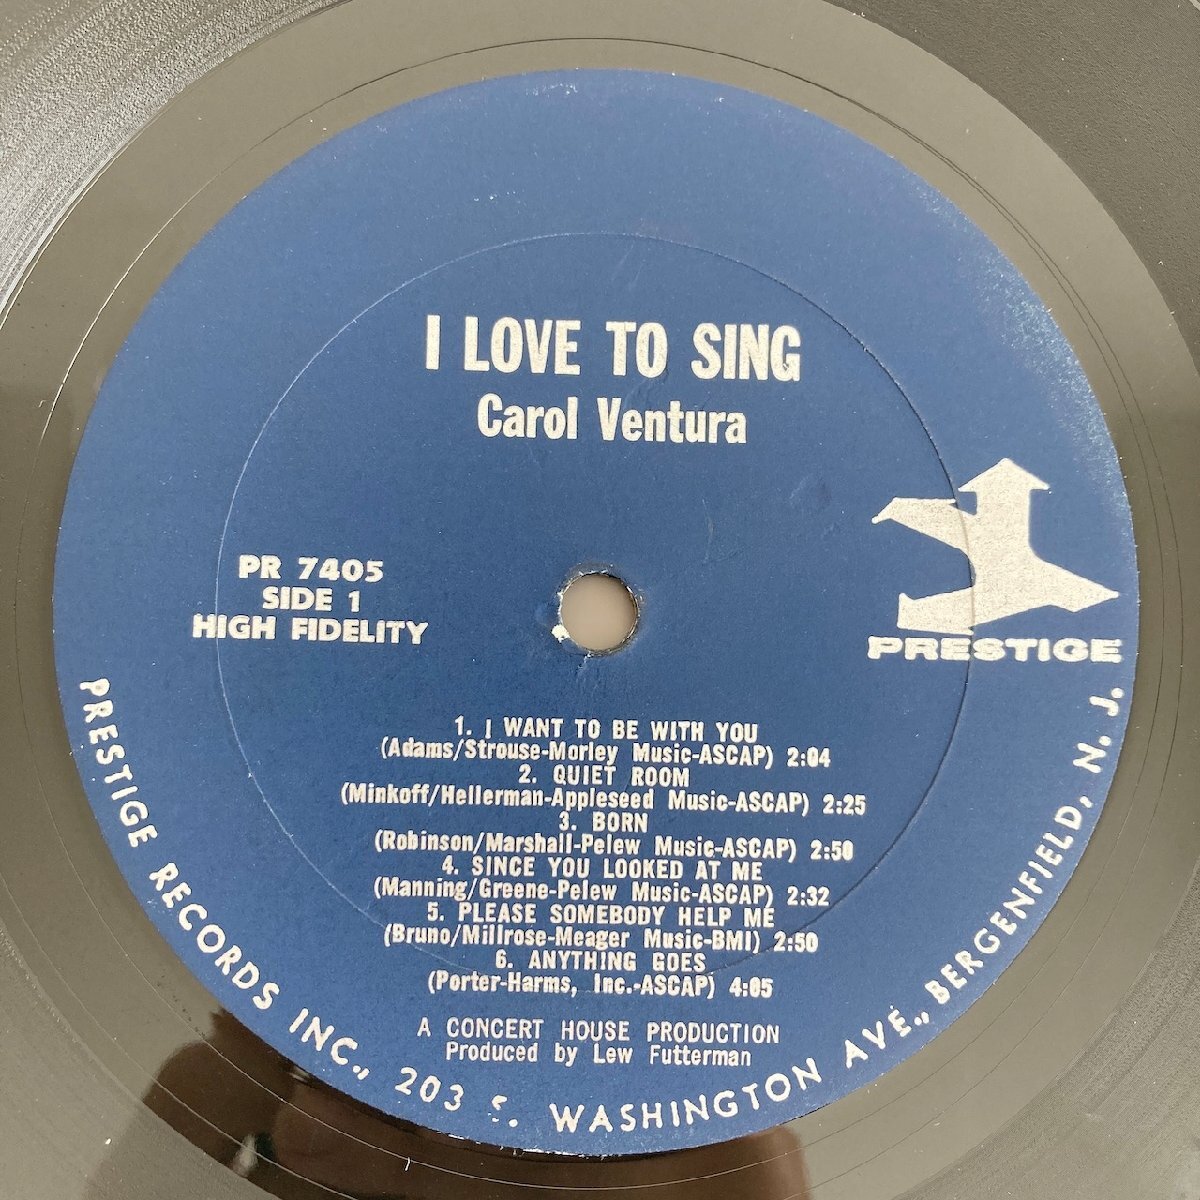 I LOVE TO SING
Carol Ventura
PR 7405
SIDE 1
HIGH FIDELITY
PRESTIGE
1. I WANT TO BE WITH YOU
(Adams/Strouse-Morley Music-ASCAP) 2:04
2. QUIET ROOM
(Minkoff/Hellerman-Appleseed Music-ASCAP) 2:25
3. BORN
(Robinson/Marshall-Pelew Music-ASCAP) 2:50
4. SINCE YOU LOOKED AT ME
(Manning/Greene-Pelew Music-ASCAP) 2:32
5. PLEASE SOMEBODY HELP ME
(Bruno/Millrose-Meager Music-BMI) 2:50
6. ANYTHING GOES
(Porter-Harms, Inc.-ASCAP) 4:05
A CONCERT HOUSE PRODUCTION
Produced by Lew Futterman
PRESTIGE RECORDS INC., 203 S. WASHINGTON AVE., BERGENFIELD, N. J.